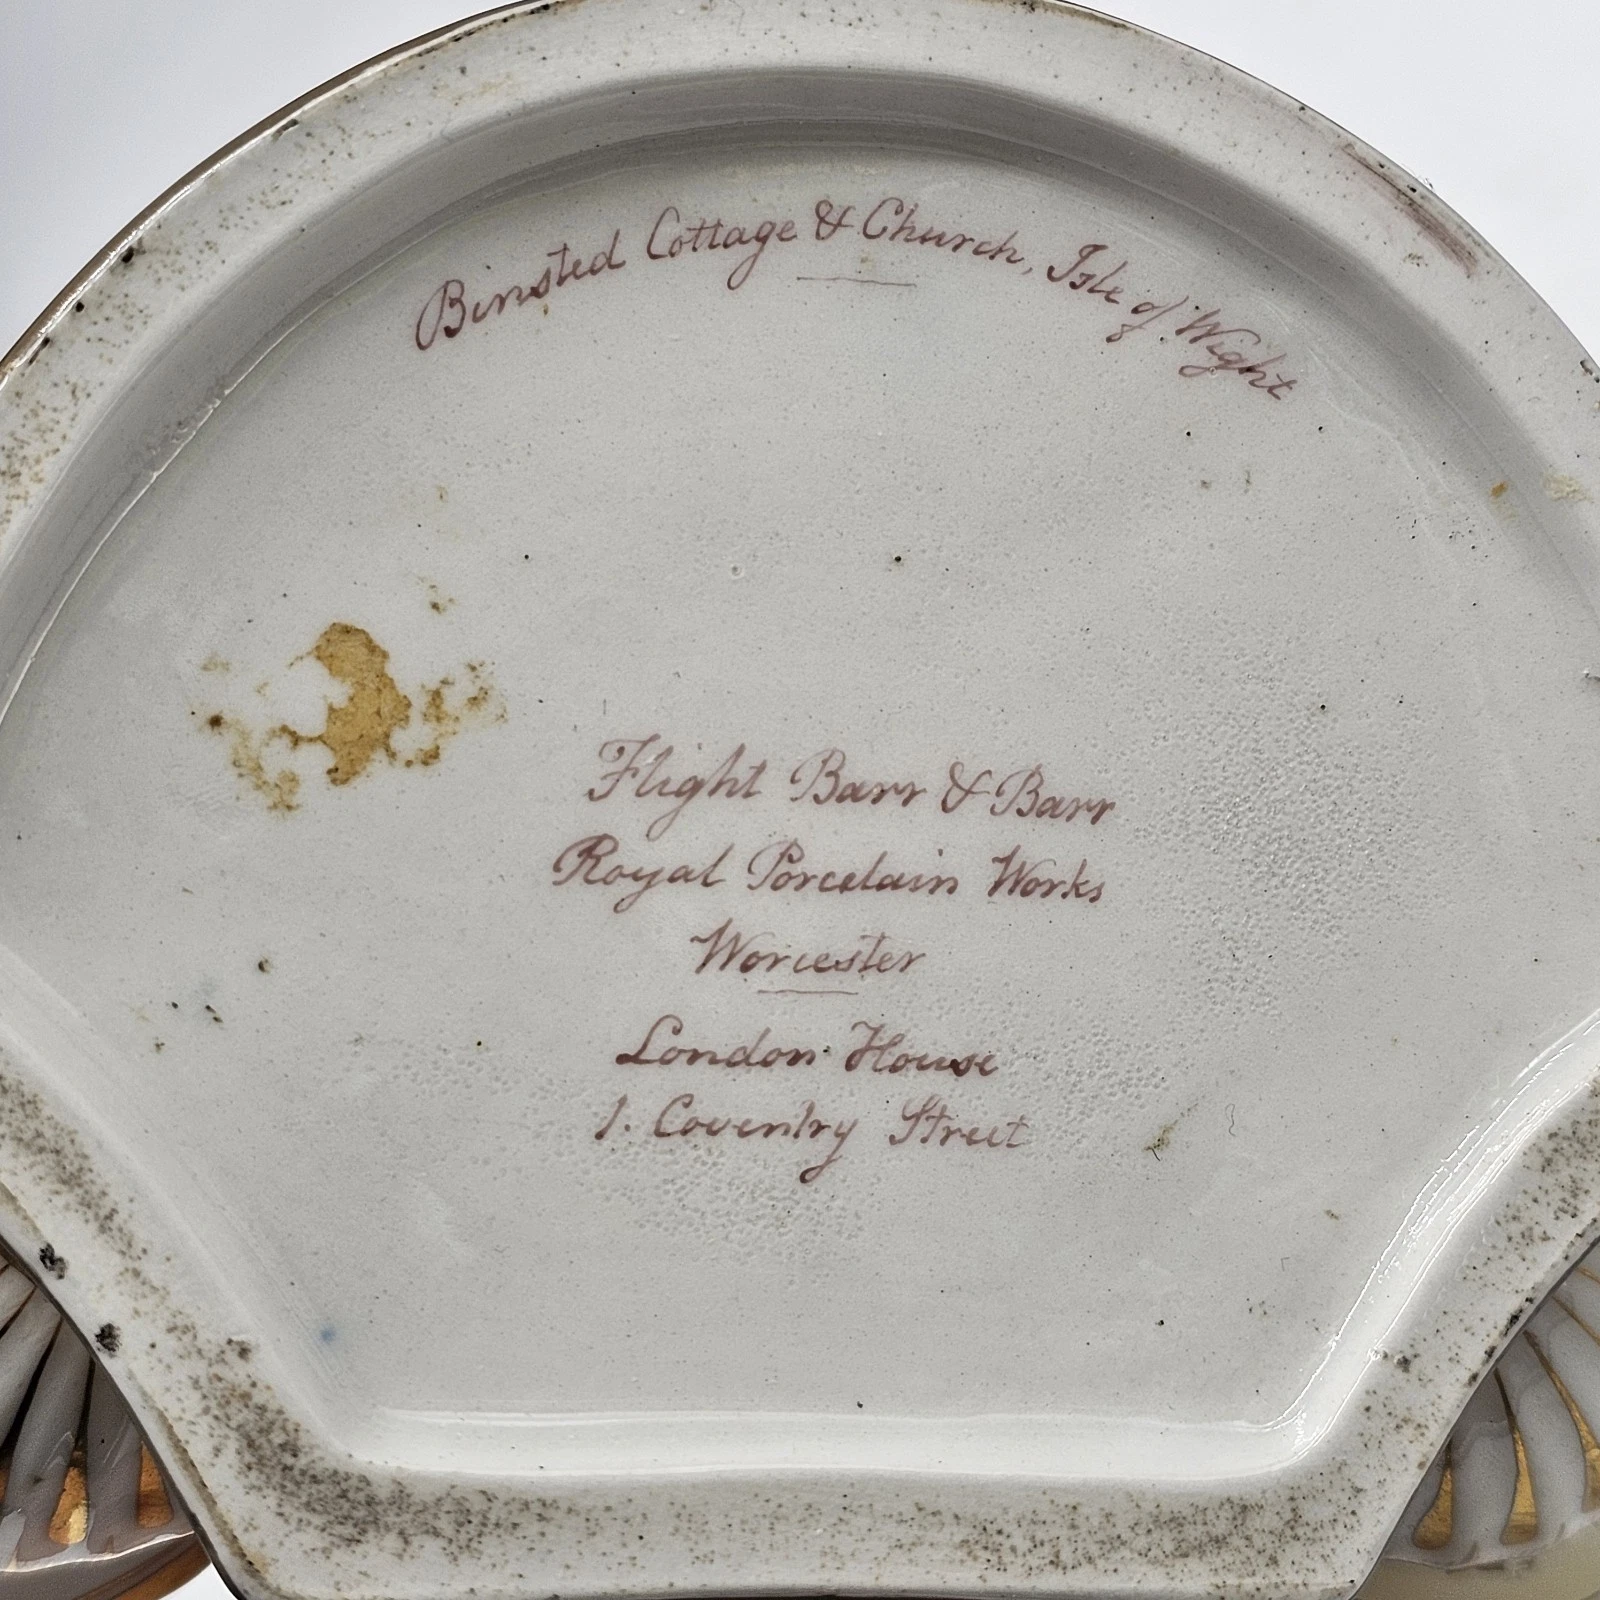 Binsted Cottage & Church, Isle of Wight
Flight Barr & Barr
Royal Porcelain Works
Worcester
London House
1. Coventry Street